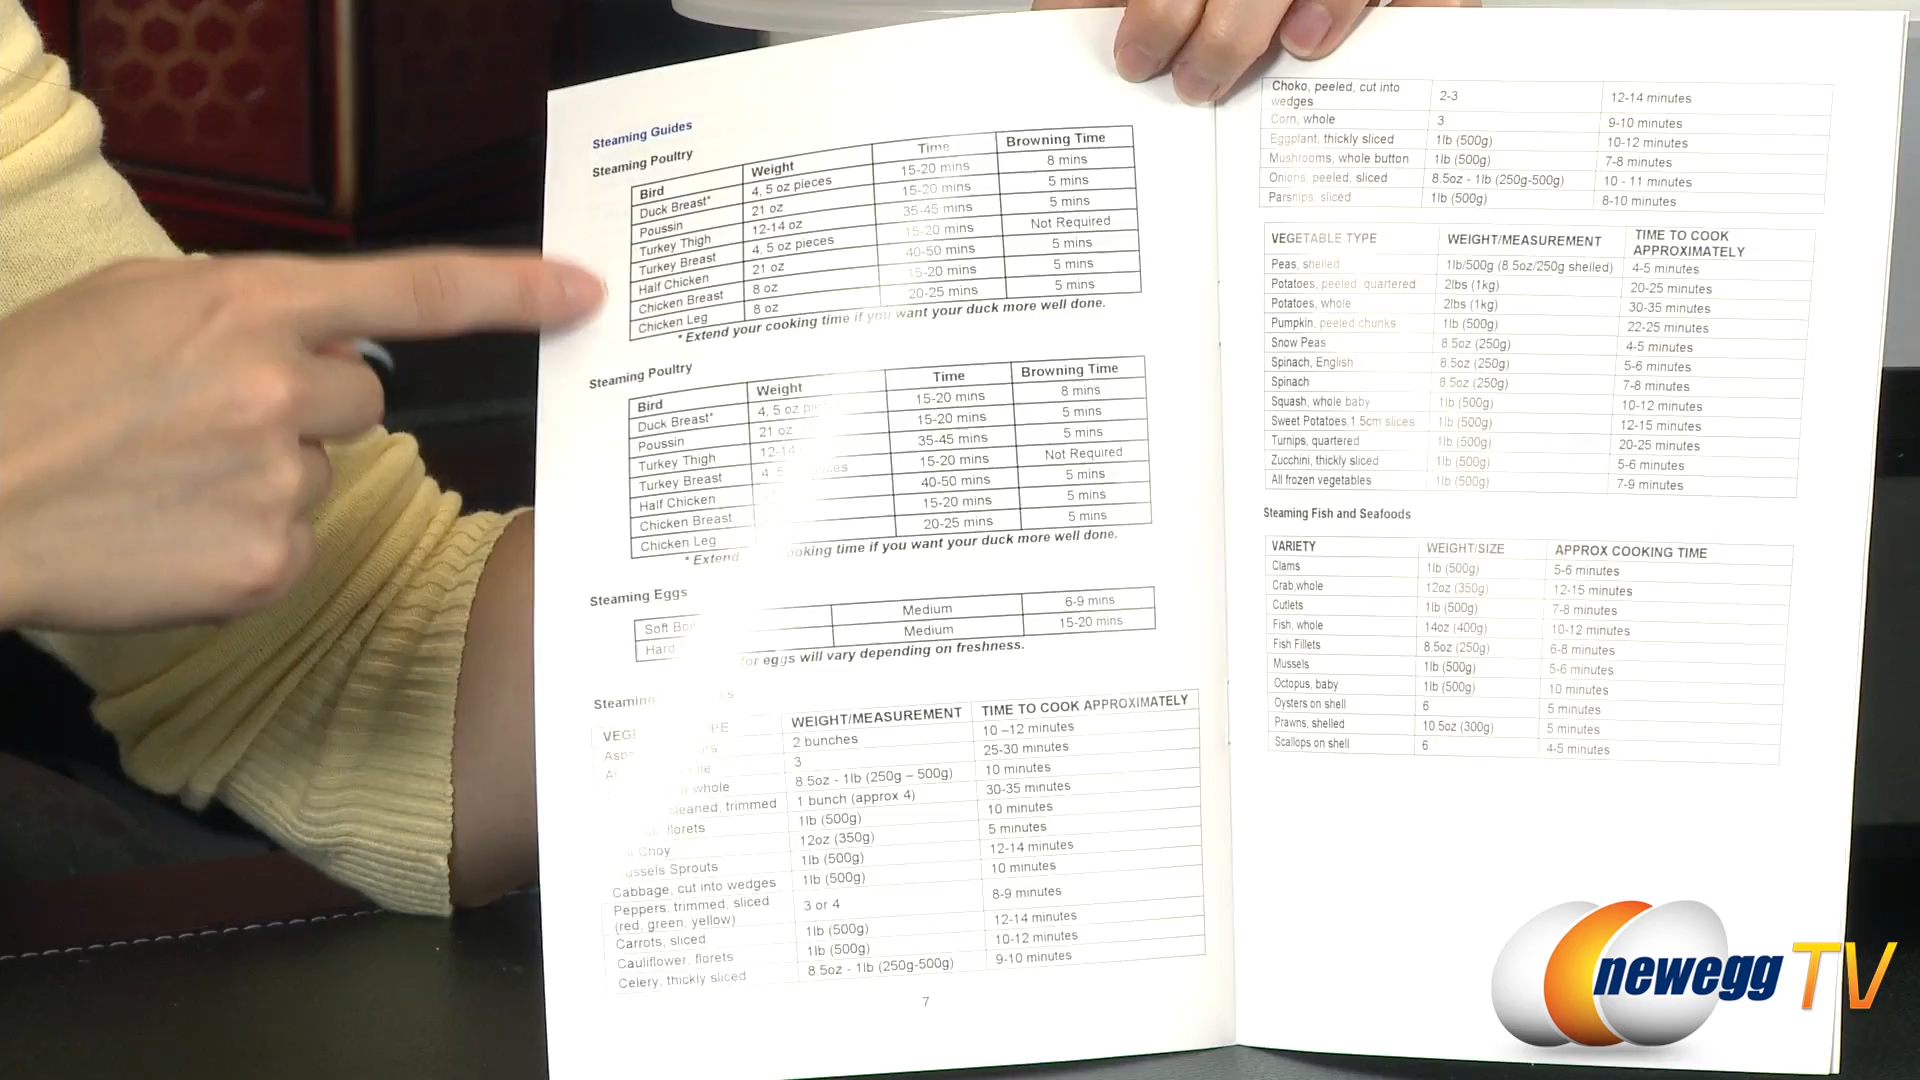 Steaming Guides
Steaming Poultry
Bird Weight Time Browning Time
Duck Breast* 4, 5 oz pieces 15-20 mins 8 mins
Poussin 21 oz 15-20 mins 5 mins
Turkey Thigh 12-14 oz 35-45 mins 5 mins
Turkey Breast 4, 5 oz pieces 15-20 mins Not Required
Half Chicken 21 oz 40-50 mins 5 mins
Chicken Breast 8 oz 15-20 mins 5 mins
Chicken Leg 8 oz 20-25 mins 5 mins
* Extend your cooking time if you want your duck more well done.
Steaming Poultry
Bird Weight Time Browning Time
Duck Breast* 4, 5 oz 15-20 mins 8 mins
Poussin 21 oz 15-20 mins 5 mins
Turkey Thigh 12-14 35-45 mins 5 mins
Turkey Breast 4, 5 15-20 mins Not Required
Half Chicken 40-50 mins 5 mins
Chicken Breast 15-20 mins 5 mins
Chicken Leg 20-25 mins 5 mins
* Extend cooking time if you want your duck more well done.
Steaming Eggs
Soft Medium 6-9 mins
Hard Medium 15-20 mins
for eggs will vary depending on freshness.
Steaming
WEIGHT/MEASUREMENT TIME TO COOK APPROXIMATELY
2 bunches 10 –12 minutes
3 25-30 minutes
whole 8.5oz - 1lb (250g – 500g) 10 minutes
cleaned, trimmed 1 bunch (approx 4) 30-35 minutes
florets 1lb (500g) 10 minutes
Choy 12oz (350g) 5 minutes
Sprouts 1lb (500g) 12-14 minutes
Cabbage, cut into wedges 1lb (500g) 10 minutes
Peppers, trimmed, sliced
(red, green, yellow) 3 or 4 8-9 minutes
Carrots, sliced 1lb (500g) 12-14 minutes
Cauliflower, florets 1lb (500g) 10-12 minutes
Celery, thickly sliced 8.5oz - 1lb (250g-500g) 9-10 minutes
7
Choko, peeled, cut into
wedges 2-3 12-14 minutes
Corn, whole 3 9-10 minutes
Eggplant, thickly sliced 1lb (500g) 10-12 minutes
Mushrooms, whole button 1lb (500g) 7-8 minutes
Onions, peeled, sliced 8.5oz - 1lb (250g-500g) 10 - 11 minutes
Parsnips, sliced 1lb (500g) 8-10 minutes
VEGETABLE TYPE WEIGHT/MEASUREMENT TIME TO COOK
APPROXIMATELY
Peas, shelled 1lb/500g (8.5oz/250g shelled) 4-5 minutes
Potatoes, peeled, quartered 2lbs (1kg) 20-25 minutes
Potatoes, whole 2lbs (1kg) 30-35 minutes
Pumpkin, peeled chunks 1lb (500g) 22-25 minutes
Snow Peas 8.5oz (250g) 4-5 minutes
Spinach, English 8.5oz (250g) 5-6 minutes
Spinach 8.5oz (250g) 7-8 minutes
Squash, whole baby 1lb (500g) 10-12 minutes
Sweet Potatoes 1.5cm slices 1lb (500g) 12-15 minutes
Turnips, quartered 1lb (500g) 20-25 minutes
Zucchini, thickly sliced 1lb (500g) 5-6 minutes
All frozen vegetables 1lb (500g) 7-9 minutes
Steaming Fish and Seafoods
VARIETY WEIGHT/SIZE APPROX COOKING TIME
Clams 1lb (500g) 5-6 minutes
Crab,whole 12oz (350g) 12-15 minutes
Cutlets 1lb (500g) 7-8 minutes
Fish, whole 14oz (400g) 10-12 minutes
Fish Fillets 8.5oz (250g) 6-8 minutes
Mussels 1lb (500g) 5-6 minutes
Octopus, baby 1lb (500g) 10 minutes
Oysters on shell 6 5 minutes
Prawns, shelled 10.5oz (300g) 5 minutes
Scallops on shell 6 4-5 minutes
newegg TV